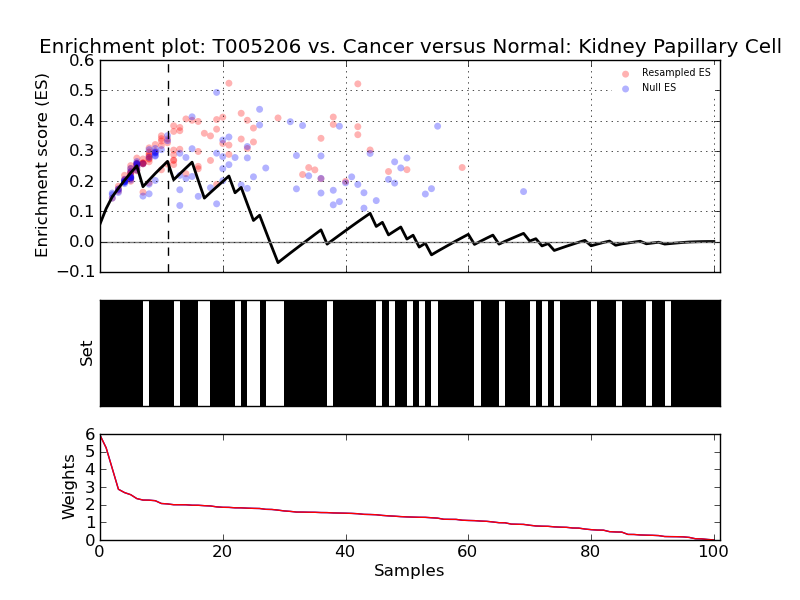 Enrichment plot: T005206 vs. Cancer versus Normal: Kidney Papillary Cell
0.6
0.5
0.4
0.3
0.2
0.1
0.0
−0.1
Enrichment score (ES)
Resampled ES
Null ES
Set
6
5
4
3
2
1
0
Weights
0 20 40 60 80 100
Samples